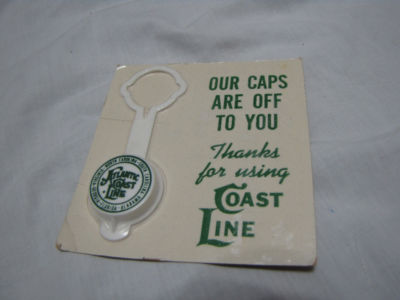 OUR CAPS
ARE OFF
TO YOU
Thanks
for using
COAST
LINE
ATLANTIC
COAST
LINE